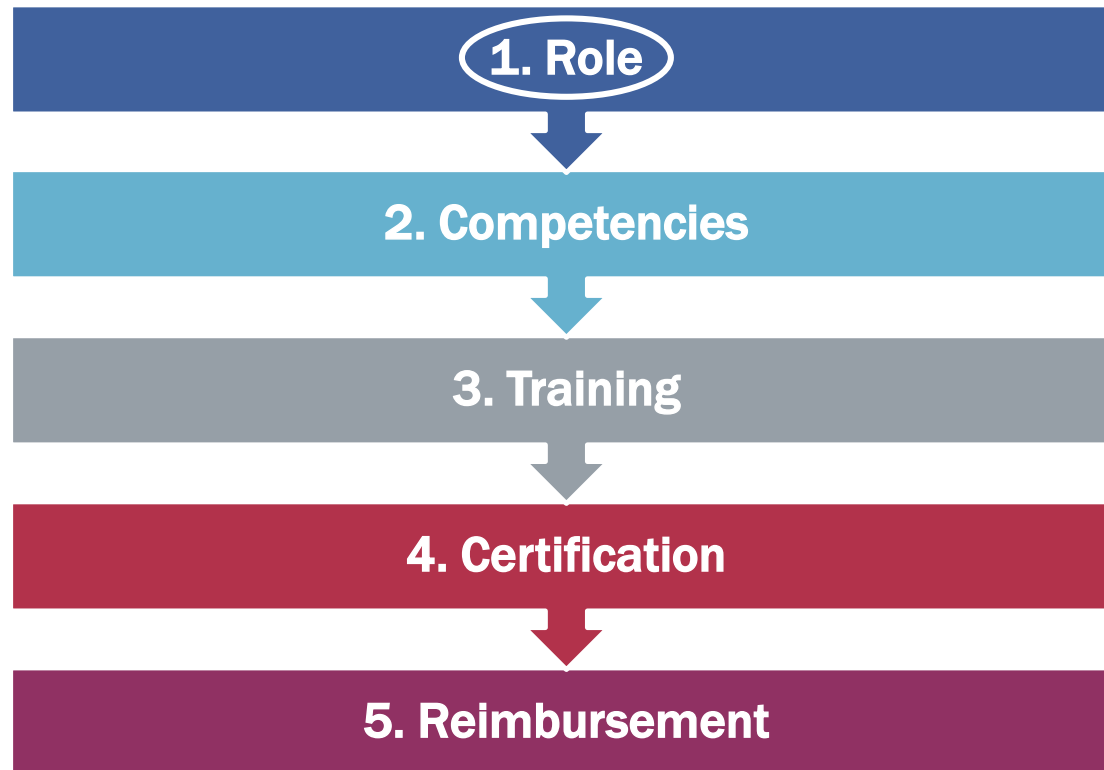 1. Role
2. Competencies
3. Training
4. Certification
5. Reimbursement